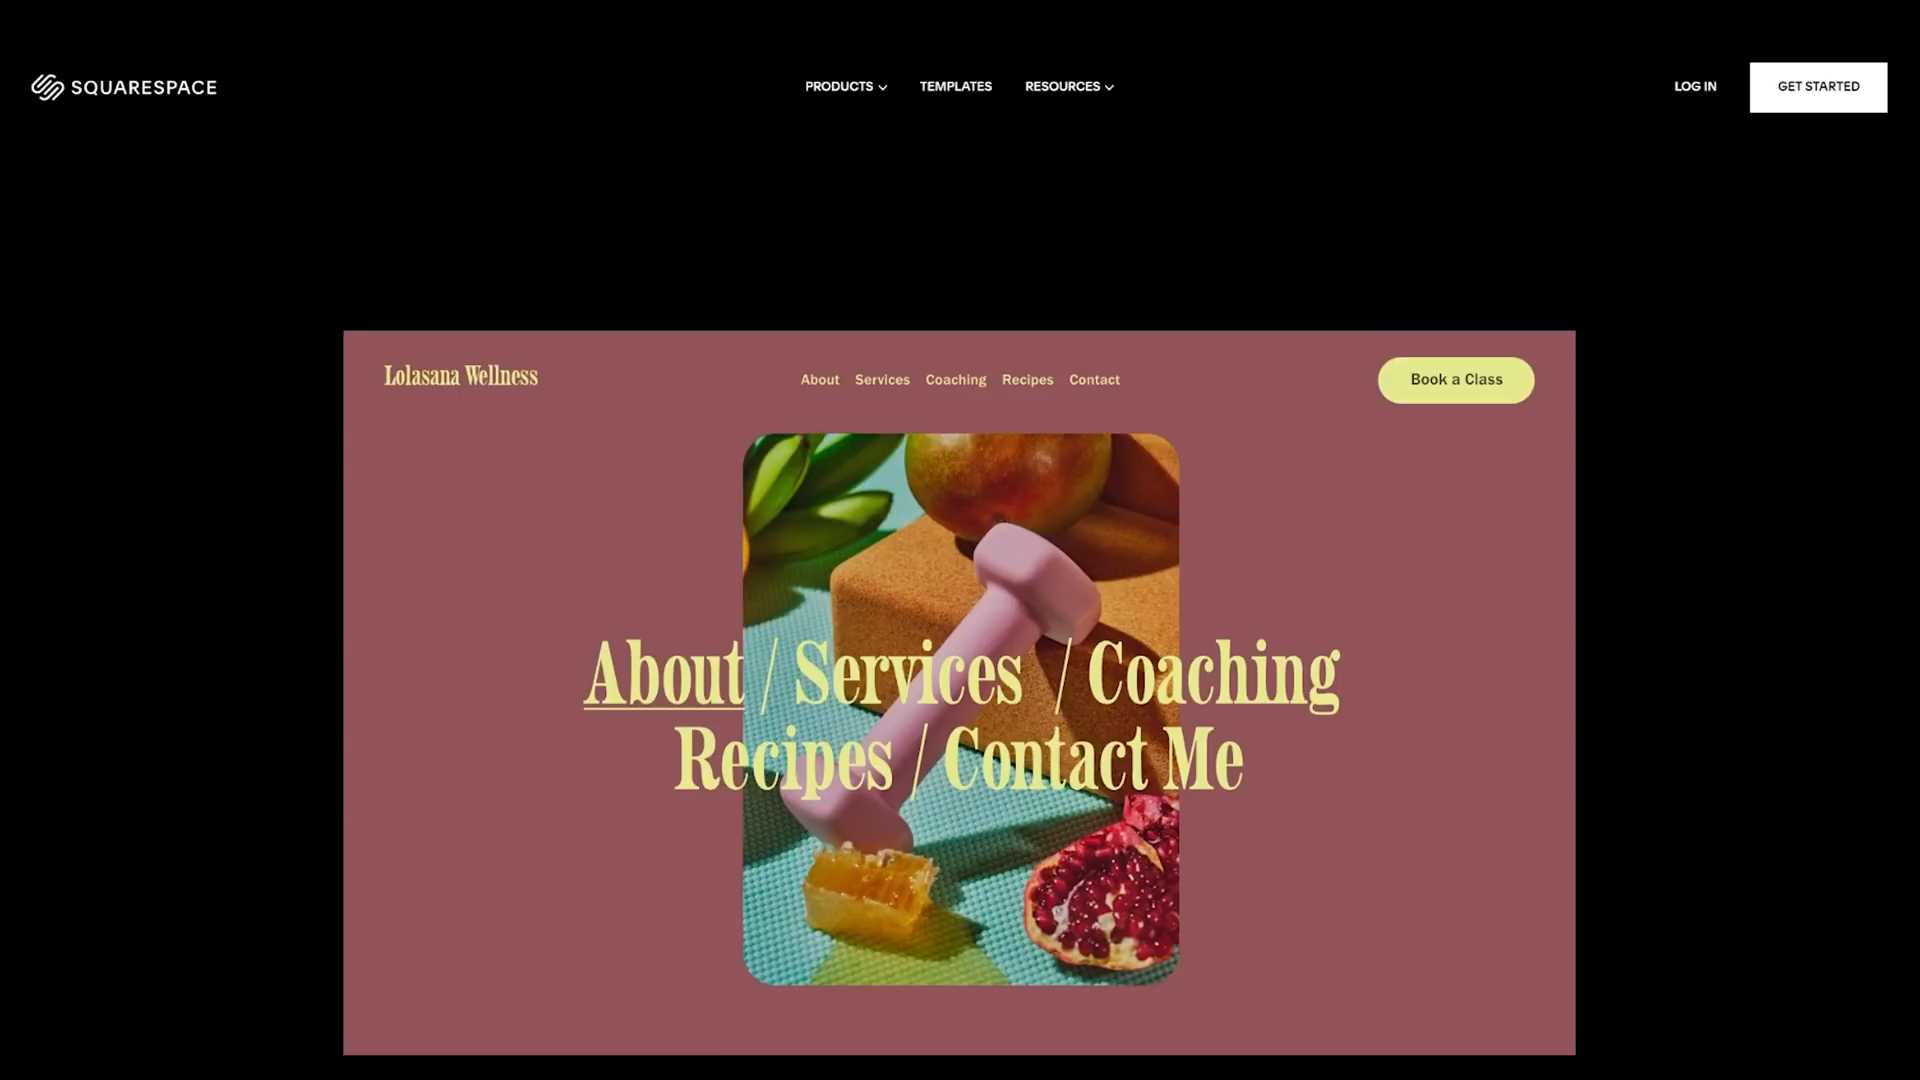 SQUARESPACE
PRODUCTS TEMPLATES RESOURCES
LOG IN
GET STARTED
Lolasana Wellness
About Services Coaching Recipes Contact
Book a Class
About / Services / Coaching
Recipes / Contact Me